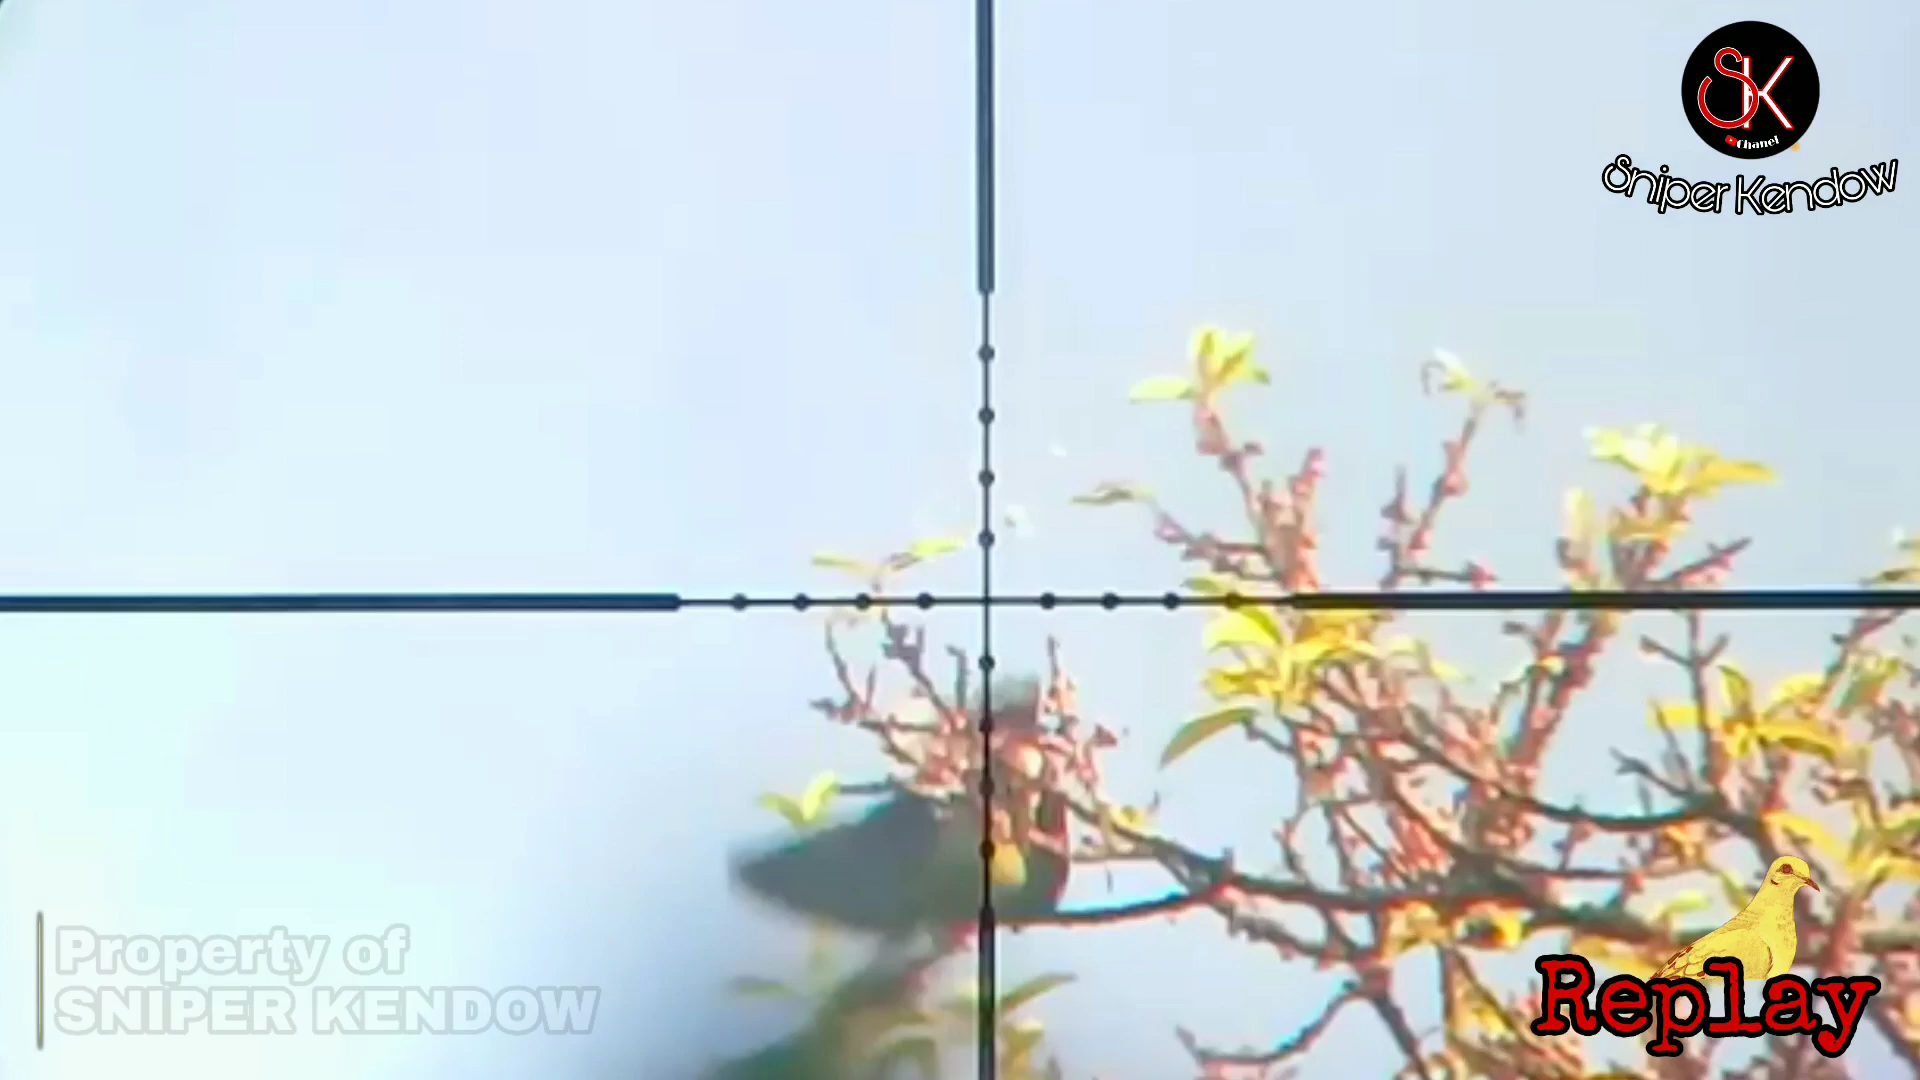 SK
Chanel
Sniper Kendow
Property of
SNIPER KENDOW
Replay